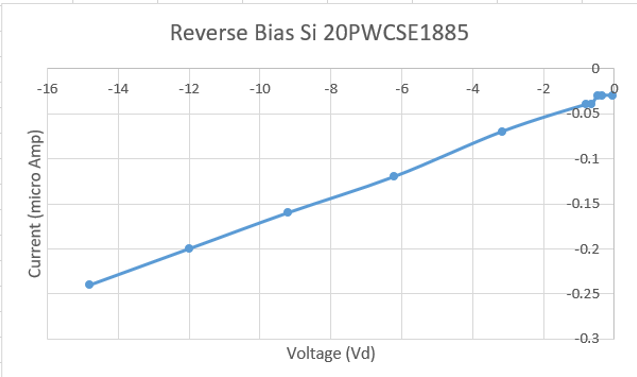 Reverse Bias Si 20PWCSE1885
0
-16 -14 -12 -10 -8 -6 -4 -2 0
-0.05
-0.1
-0.15
-0.2
-0.25
-0.3
Current (micro Amp)
Voltage (Vd)